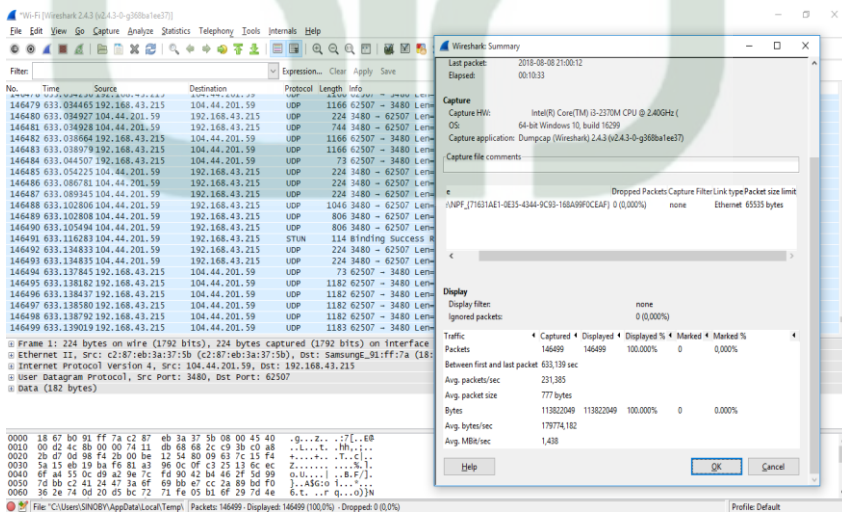 *Wi-Fi [Wireshark 2.4.3 (v2.4.3-0-g368ba1ee37)]
File Edit View Go Capture Analyze Statistics Telephony Tools Internals Help
Filter: Expression... Clear Apply Save
No. Time Source Destination Protocol Length Info
146479 633.034465 192.168.43.215 104.44.201.59 UDP 1166 62507 → 3480 Len=
146480 633.034927 104.44.201.59 192.168.43.215 UDP 224 3480 → 62507 Len=
146481 633.034928 104.44.201.59 192.168.43.215 UDP 744 3480 → 62507 Len=
146482 633.038664 192.168.43.215 104.44.201.59 UDP 1166 62507 → 3480 Len=
146483 633.038979 192.168.43.215 104.44.201.59 UDP 1166 62507 → 3480 Len=
146484 633.044507 192.168.43.215 104.44.201.59 UDP 73 62507 → 3480 Len=
146485 633.054225 104.44.201.59 192.168.43.215 UDP 224 3480 → 62507 Len=
146486 633.086781 104.44.201.59 192.168.43.215 UDP 224 3480 → 62507 Len=
146487 633.089345 104.44.201.59 192.168.43.215 UDP 224 3480 → 62507 Len=
146488 633.102806 104.44.201.59 192.168.43.215 UDP 1046 3480 → 62507 Len=
146489 633.102808 104.44.201.59 192.168.43.215 UDP 806 3480 → 62507 Len=
146490 633.105494 104.44.201.59 192.168.43.215 UDP 806 3480 → 62507 Len=
146491 633.116283 104.44.201.59 192.168.43.215 STUN 114 Binding Success R
146492 633.134833 104.44.201.59 192.168.43.215 UDP 224 3480 → 62507 Len=
146493 633.134835 104.44.201.59 192.168.43.215 UDP 224 3480 → 62507 Len=
146494 633.137845 192.168.43.215 104.44.201.59 UDP 73 62507 → 3480 Len=
146495 633.138182 192.168.43.215 104.44.201.59 UDP 1182 62507 → 3480 Len=
146496 633.138437 192.168.43.215 104.44.201.59 UDP 1182 62507 → 3480 Len=
146497 633.138580 192.168.43.215 104.44.201.59 UDP 1182 62507 → 3480 Len=
146498 633.138792 192.168.43.215 104.44.201.59 UDP 1182 62507 → 3480 Len=
146499 633.139019 192.168.43.215 104.44.201.59 UDP 1183 62507 → 3480 Len=
Frame 1: 224 bytes on wire (1792 bits), 224 bytes captured (1792 bits) on interface
Ethernet II, Src: c2:87:eb:3a:37:5b (c2:87:eb:3a:37:5b), Dst: SamsungE_91:ff:7a (18:
Internet Protocol Version 4, Src: 104.44.201.59, Dst: 192.168.43.215
User Datagram Protocol, Src Port: 3480, Dst Port: 62507
Data (182 bytes)
0000 18 67 b0 91 ff 7a c2 87 eb 3a 37 5b 08 00 45 40 .g...z.. .:7[..E@
0010 00 d2 4c 8b 00 00 74 11 db 68 68 2c c9 3b c0 a8 ..L...t. .hh,.;..
0020 2b d7 0d 98 f4 2b 00 be 12 54 80 09 63 7c 15 f4 +....+.. .T..c|..
0030 5a 15 eb 19 ba f6 81 a3 96 0c 0f c3 25 13 6c ec Z....... ....%.l.
0040 6f a4 55 0c d9 a2 9e 7c fd 90 42 b4 46 2f 5d 99 o.U....| ..B.F/].
0050 7d bb c2 41 24 47 3a 6f 69 bb e7 cc 2a 89 bd f0 }..A$G:o i...*...
0060 36 2e 74 0d 20 d5 bc 72 71 fe 05 b1 6f 29 7d 4e 6.t. ..r q...o)}N
File: "C:\Users\SINOBY\AppData\Local\Temp\ Packets: 146499 · Displayed: 146499 (100,0%) · Dropped: 0 (0,0%) Profile: Default
Wireshark: Summary
Last packet: 2018-08-08 21:00:12
Elapsed: 00:10:33
Capture
Capture HW: Intel(R) Core(TM) i3-2370M CPU @ 2.40GHz (
OS: 64-bit Windows 10, build 16299
Capture application: Dumpcap (Wireshark) 2.4.3 (v2.4.3-0-g368ba1ee37)
Capture file comments
e Dropped Packets Capture Filter Link type Packet size limit
:\NPF_{71631AE1-0E35-4344-9C93-168A99F0CEAF} 0 (0,000%) none Ethernet 65535 bytes
Display
Display filter: none
Ignored packets: 0 (0,000%)
Traffic Captured Displayed Displayed % Marked Marked %
Packets 146499 146499 100.000% 0 0,000%
Between first and last packet 633,139 sec
Avg. packets/sec 231,385
Avg. packet size 777 bytes
Bytes 113822049 113822049 100.000% 0 0.000%
Avg. bytes/sec 179774,182
Avg. MBit/sec 1,438
Help OK Cancel